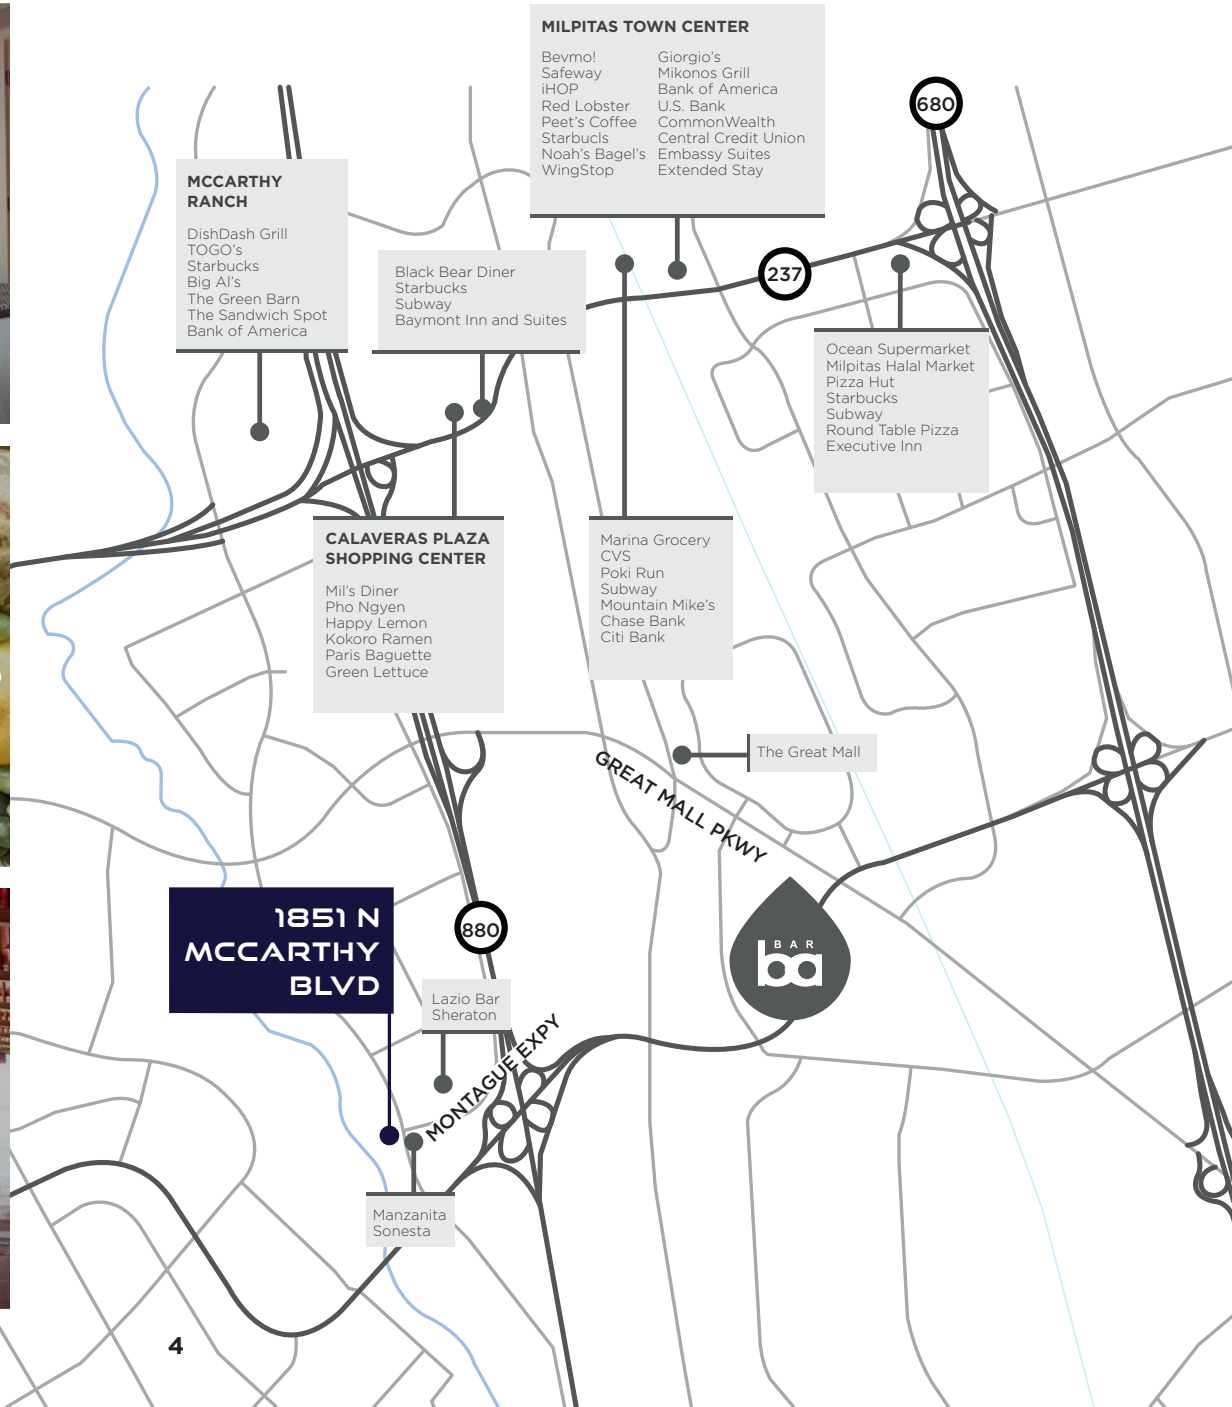 MILPITAS TOWN CENTER
Bevmo!
Safeway
iHOP
Red Lobster
Peet's Coffee
Starbucls
Noah's Bagel's
WingStop
Giorgio's
Mikonos Grill
Bank of America
U.S. Bank
CommonWealth
Central Credit Union
Embassy Suites
Extended Stay
680
MCCARTHY
RANCH
DishDash Grill
TOGO's
Starbucks
Big Al's
The Green Barn
The Sandwich Spot
Bank of America
Black Bear Diner
Starbucks
Subway
Baymont Inn and Suites
237
Ocean Supermarket
Milpitas Halal Market
Pizza Hut
Starbucks
Subway
Round Table Pizza
Executive Inn
CALAVERAS PLAZA
SHOPPING CENTER
Mil's Diner
Pho Ngyen
Happy Lemon
Kokoro Ramen
Paris Baguette
Green Lettuce
Marina Grocery
CVS
Poki Run
Subway
Mountain Mike's
Chase Bank
Citi Bank
The Great Mall
GREAT MALL PKWY
1851 N
MCCARTHY
BLVD
880
BAR
ba
Lazio Bar
Sheraton
MONTAGUE EXPY
Manzanita
Sonesta
4